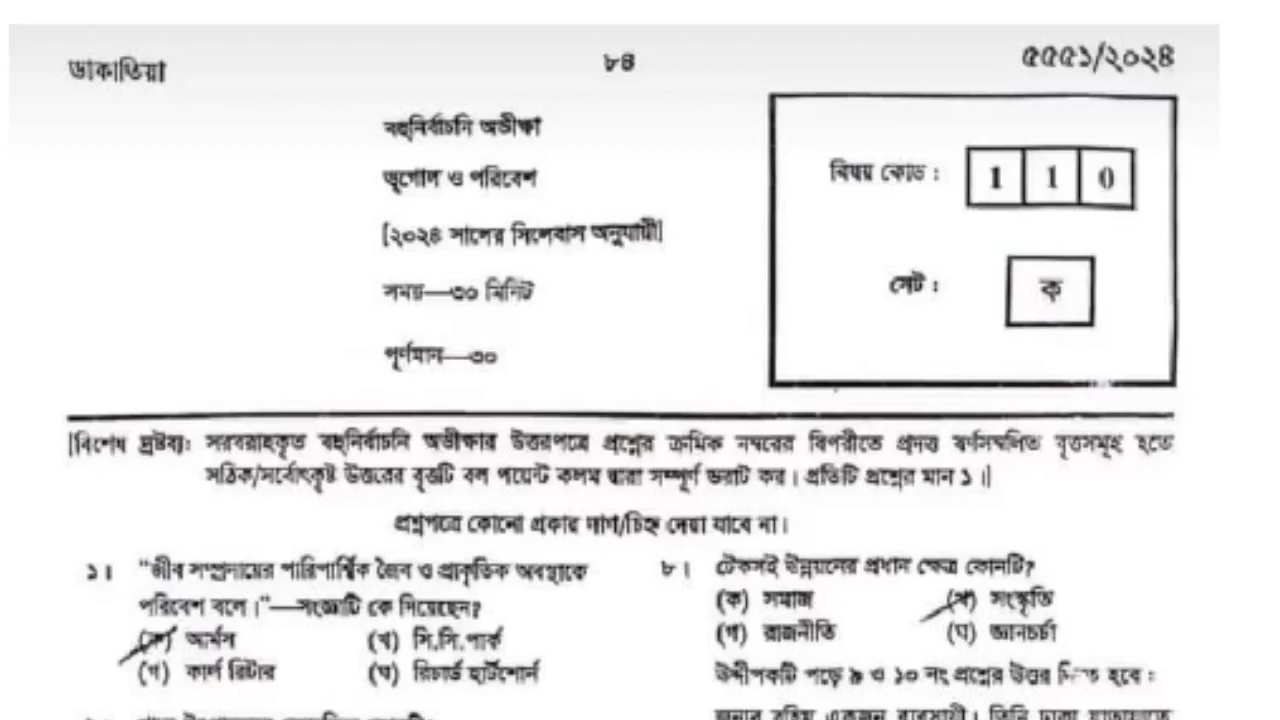 ডাকাতিয়া
৮৪
৫৫৫১/২০২৪
বহুনির্বাচনি অভীক্ষা
ভূগোল ও পরিবেশ
[২০২৪ সালের সিলেবাস অনুযায়ী]
সময়—৩০ মিনিট
পূর্ণমান—৩০
বিষয় কোড : 1 1 0
সেট : ক
[বিশেষ দ্রষ্টব্য: সরবরাহকৃত বহুনির্বাচনি অভীক্ষার উত্তরপত্রে প্রশ্নের ক্রমিক নম্বরের বিপরীতে প্রদত্ত বর্ণসম্বলিত বৃত্তসমূহ হতে
সঠিক/সর্বোৎকৃষ্ট উত্তরের বৃত্তটি বল পয়েন্ট কলম দ্বারা সম্পূর্ণ ভরাট কর। প্রতিটি প্রশ্নের মান ১।]
প্রশ্নপত্রে কোনো প্রকার দাগ/চিহ্ন দেয়া যাবে না।
১। "জীব সম্প্রদায়ের পারিপার্শ্বিক জৈব ও প্রাকৃতিক অবস্থাকে
পরিবেশ বলে।"—সংজ্ঞাটি কে দিয়েছেন?
(ক) আর্মস (খ) সি.সি.পার্ক
(গ) কার্ল রিটার (ঘ) রিচার্ড হার্টশোর্ন
৮। টেকসই উন্নয়নের প্রধান ক্ষেত্র কোনটি?
(ক) সমাজ (খ) সংস্কৃতি
(গ) রাজনীতি (ঘ) জ্ঞানচর্চা
উদ্দীপকটি পড়ে ৯ ও ১০ নং প্রশ্নের উত্তর দিতে হবে :
জনাব রহিম একজন ব্যবসায়ী। তিনি ঢাকা যাতায়াতে